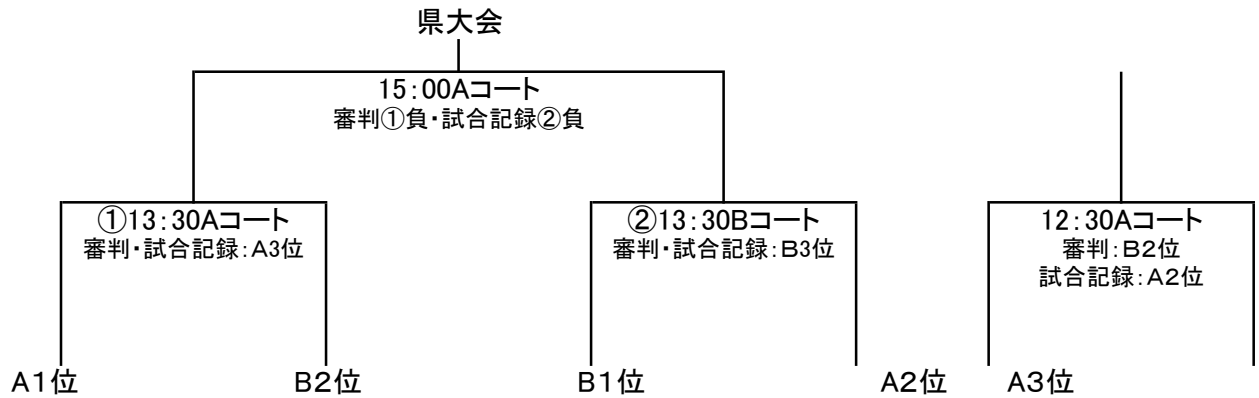 県大会
15:00Aコート
審判①負・試合記録②負
①13:30Aコート
審判・試合記録:A3位
②13:30Bコート
審判・試合記録:B3位
12:30Aコート
審判:B2位
試合記録:A2位
A1位
B2位
B1位
A2位
A3位